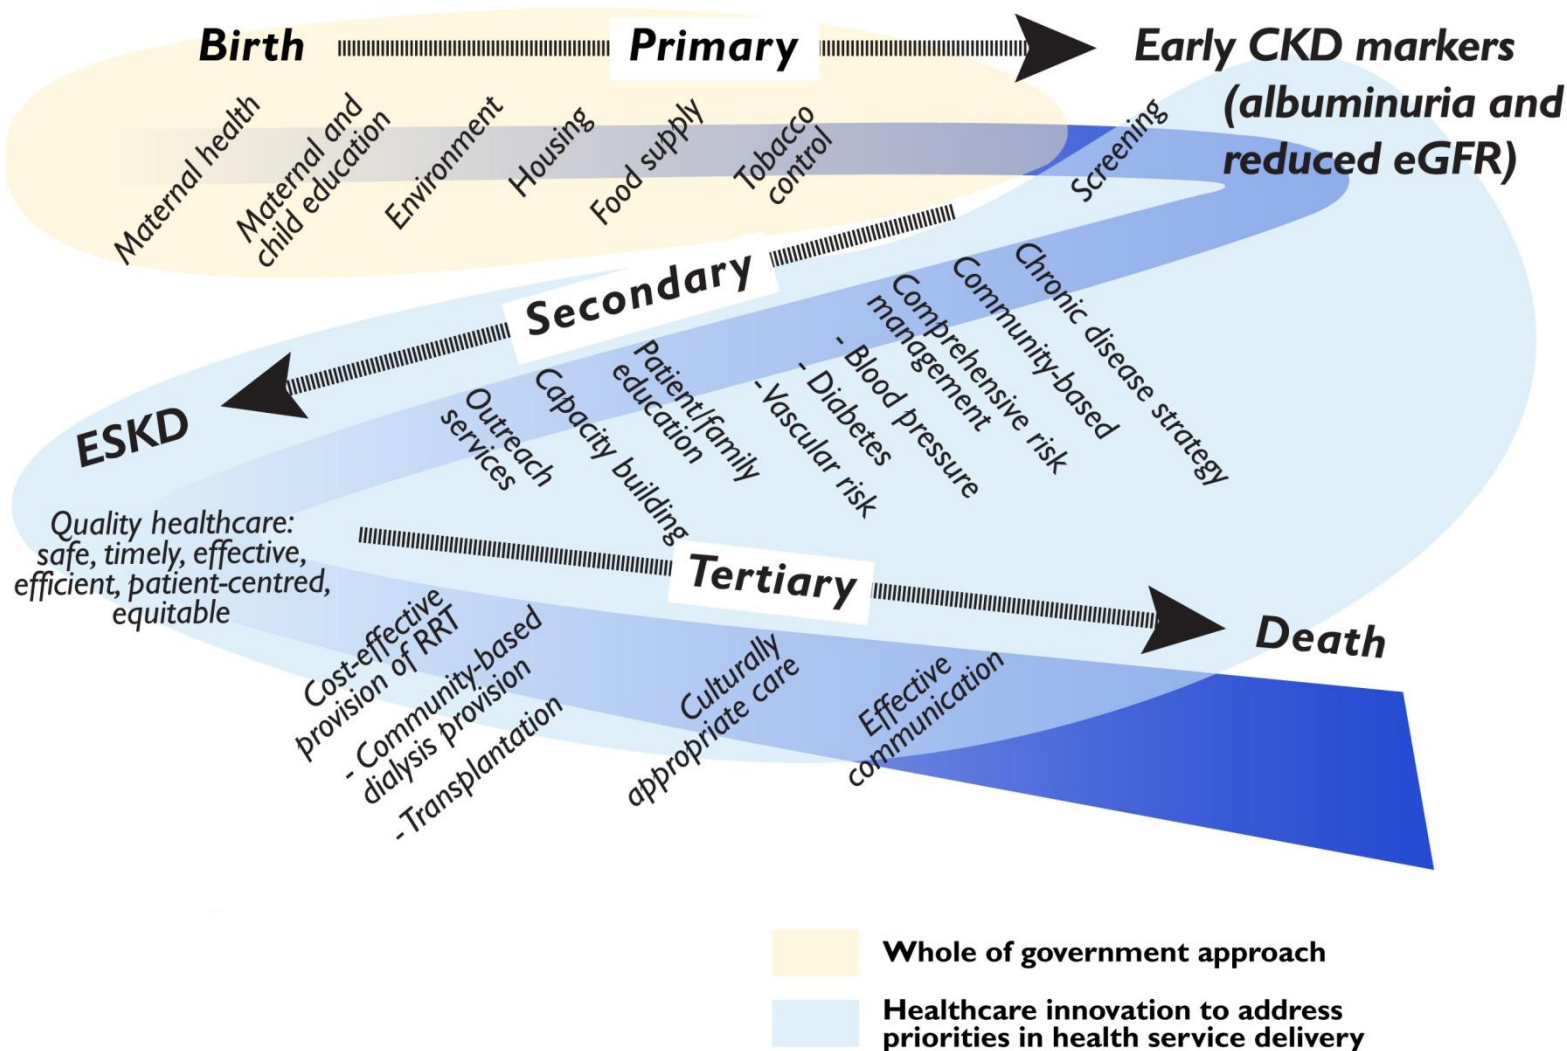 Birth
Primary
Early CKD markers
(albuminuria and
reduced eGFR)
Maternal health
Maternal and
child education
Environment
Housing
Food supply
Tobacco
control
Screening
Secondary
ESKD
Chronic disease strategy
Community-based
Comprehensive risk
management
- Blood pressure
- Diabetes
- Vascular risk
Patient/family
education
Capacity building
Outreach
services
Quality healthcare:
safe, timely, effective,
efficient, patient-centred,
equitable
Tertiary
Death
Cost-effective
provision of RRT
- Community-based
dialysis provision
- Transplantation
Culturally
appropriate care
Effective
communication
Whole of government approach
Healthcare innovation to address
priorities in health service delivery